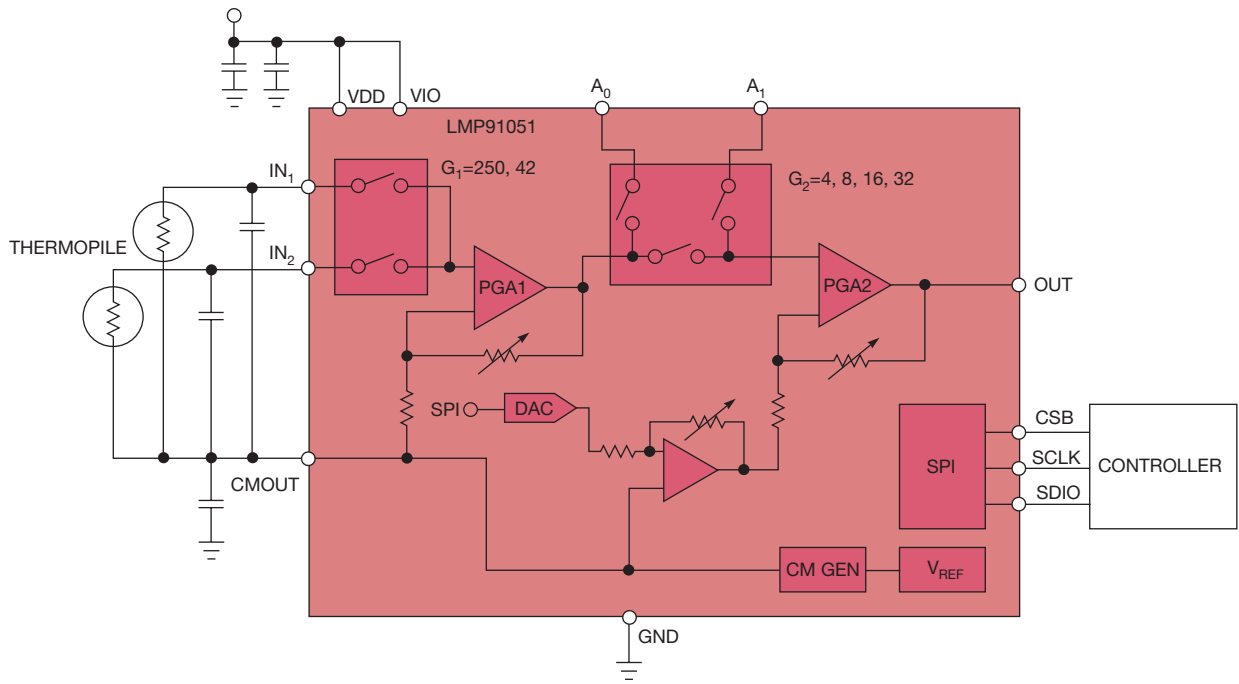 VDD
VIO
A0
A1
LMP91051
IN1
G1=250, 42
G2=4, 8, 16, 32
THERMOPILE
IN2
PGA1
PGA2
OUT
SPI
DAC
CSB
SPI
SCLK
CONTROLLER
CMOUT
SDIO
CM GEN
VREF
GND